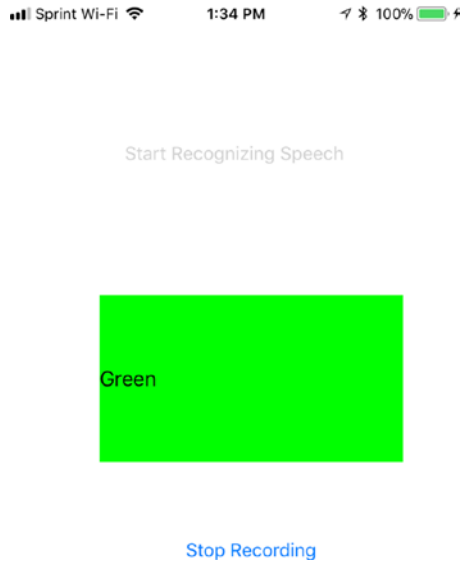 Sprint Wi-Fi 1:34 PM 100%
Start Recognizing Speech
Green
Stop Recording